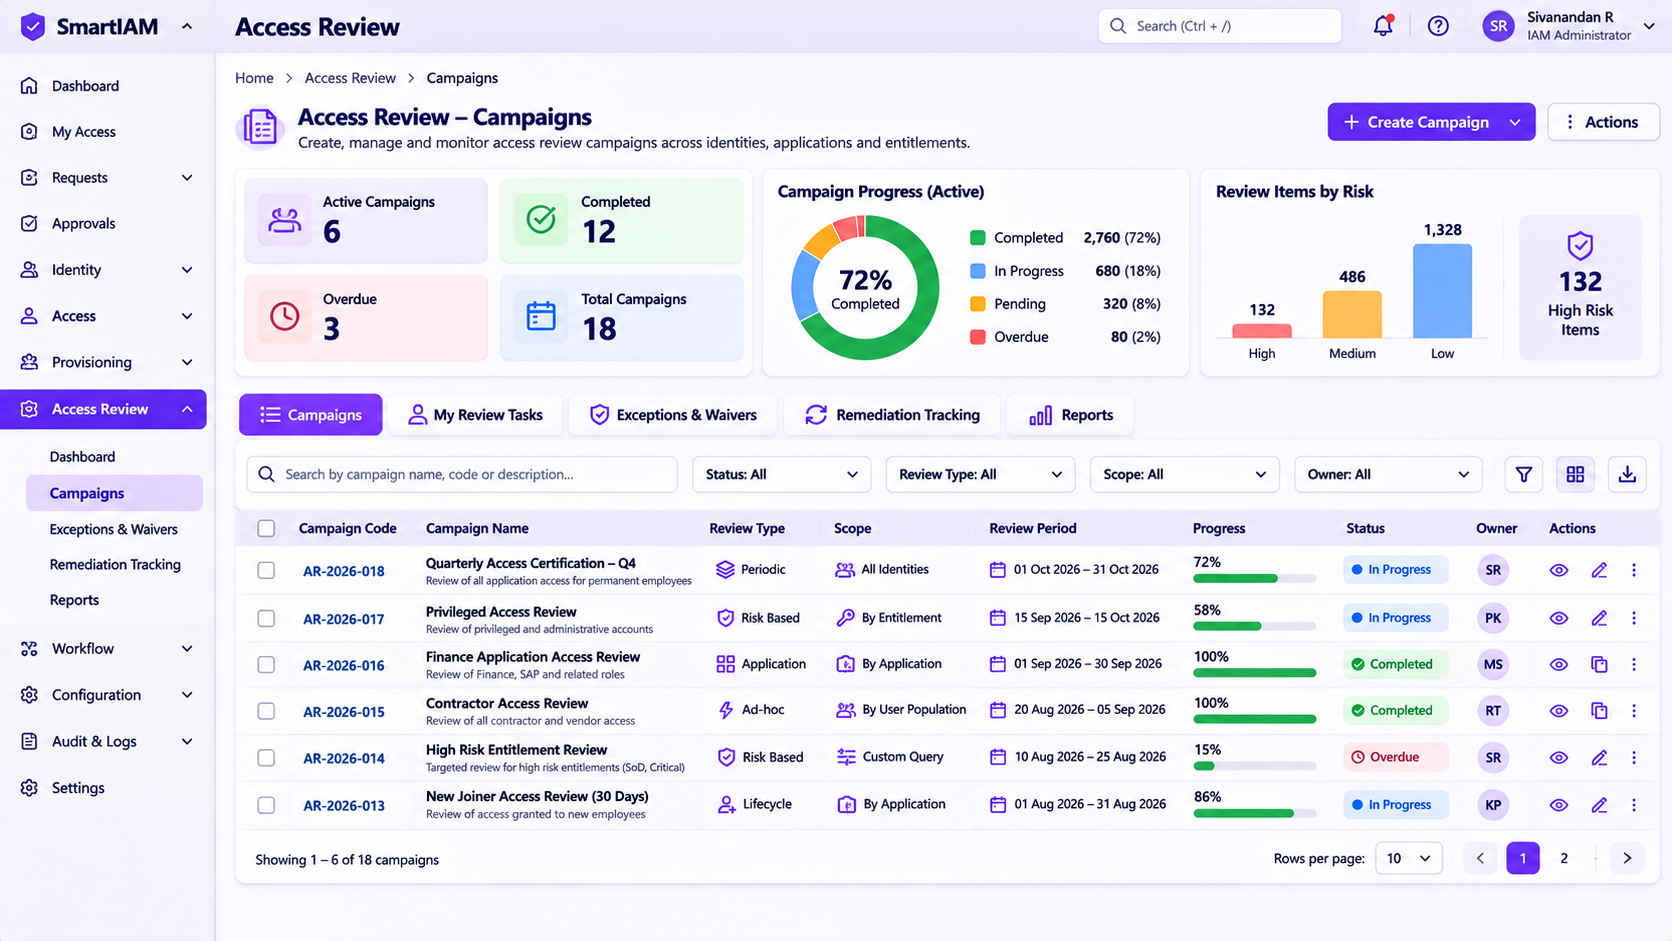 SmartIAM
Access Review
Search (Ctrl + /)
SR
Sivanandan R
IAM Administrator
Dashboard
My Access
Requests
Approvals
Identity
Access
Provisioning
Access Review
Dashboard
Campaigns
Exceptions & Waivers
Remediation Tracking
Reports
Workflow
Configuration
Audit & Logs
Settings
Home > Access Review > Campaigns
Access Review – Campaigns
Create, manage and monitor access review campaigns across identities, applications and entitlements.
+ Create Campaign
Actions
Active Campaigns
6
Completed
12
Overdue
3
Total Campaigns
18
Campaign Progress (Active)
72%
Completed
Completed 2,760 (72%)
In Progress 680 (18%)
Pending 320 (8%)
Overdue 80 (2%)
Review Items by Risk
132
486
1,328
High
Medium
Low
132
High Risk
Items
Campaigns
My Review Tasks
Exceptions & Waivers
Remediation Tracking
Reports
Search by campaign name, code or description...
Status: All
Review Type: All
Scope: All
Owner: All
Campaign Code Campaign Name Review Type Scope Review Period Progress Status Owner Actions
AR-2026-018 Quarterly Access Certification – Q4 Periodic All Identities 01 Oct 2026 – 31 Oct 2026 72% In Progress SR
Review of all application access for permanent employees
AR-2026-017 Privileged Access Review Risk Based By Entitlement 15 Sep 2026 – 15 Oct 2026 58% In Progress PK
Review of privileged and administrative accounts
AR-2026-016 Finance Application Access Review Application By Application 01 Sep 2026 – 30 Sep 2026 100% Completed MS
Review of Finance, SAP and related roles
AR-2026-015 Contractor Access Review Ad-hoc By User Population 20 Aug 2026 – 05 Sep 2026 100% Completed RT
Review of all contractor and vendor access
AR-2026-014 High Risk Entitlement Review Risk Based Custom Query 10 Aug 2026 – 25 Aug 2026 15% Overdue SR
Targeted review for high risk entitlements (SoD, Critical)
AR-2026-013 New Joiner Access Review (30 Days) Lifecycle By Application 01 Aug 2026 – 31 Aug 2026 86% In Progress KP
Review of access granted to new employees
Showing 1 – 6 of 18 campaigns
Rows per page: 10
1 2